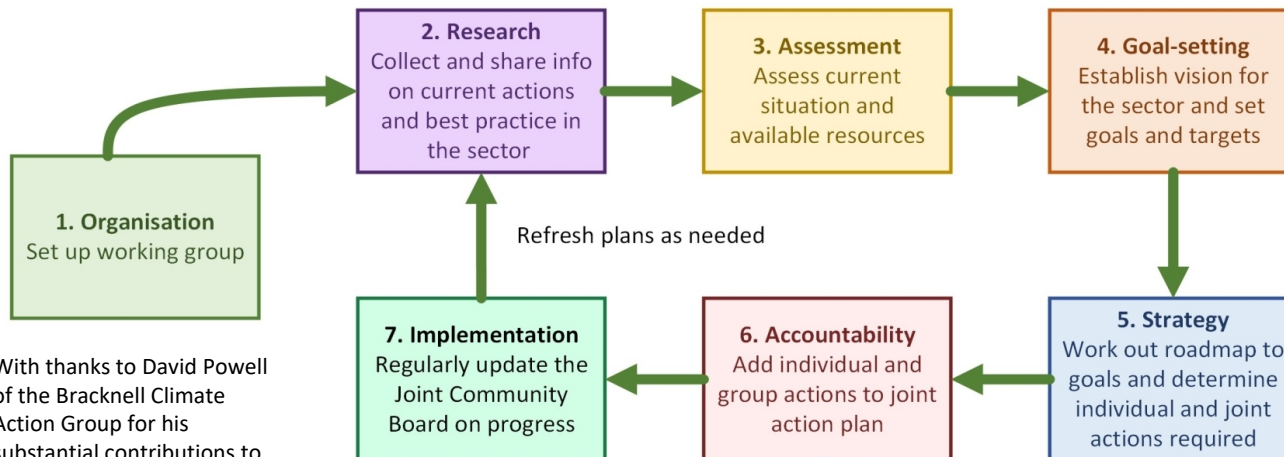 2. Research
Collect and share info
on current actions
and best practice in
the sector
3. Assessment
Assess current
situation and
available resources
4. Goal-setting
Establish vision for
the sector and set
goals and targets
1. Organisation
Set up working group
Refresh plans as needed
7. Implementation
Regularly update the
Joint Community
Board on progress
6. Accountability
Add individual and
group actions to joint
action plan
5. Strategy
Work out roadmap to
goals and determine
individual and joint
actions required
With thanks to David Powell
of the Bracknell Climate
Action Group for his
substantial contributions to